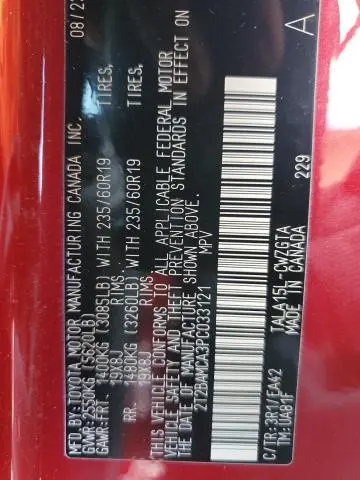 MFD.BY:TOYOTA MOTOR MANUFACTURING CANADA INC. 08/23
GVWR:2550KG(5620LB)
GAWR:FRT. 1400KG(3085LB) WITH 235/60R19 TIRES,
19X8J RIMS,
RR. 1480KG(3260LB) WITH 235/60R19 TIRES,
19X8J RIMS,
THIS VEHICLE CONFORMS TO ALL APPLICABLE FEDERAL MOTOR
VEHICLE SAFETY AND THEFT PREVENTION STANDARDS IN EFFECT ON
THE DATE OF MANUFACTURE SHOWN ABOVE.
2T2BAMCA3PC033121 MPV
TALA15L-CWZGTA 229
C/TR:3R1/EA42 MADE IN CANADA A
TM:UA81F